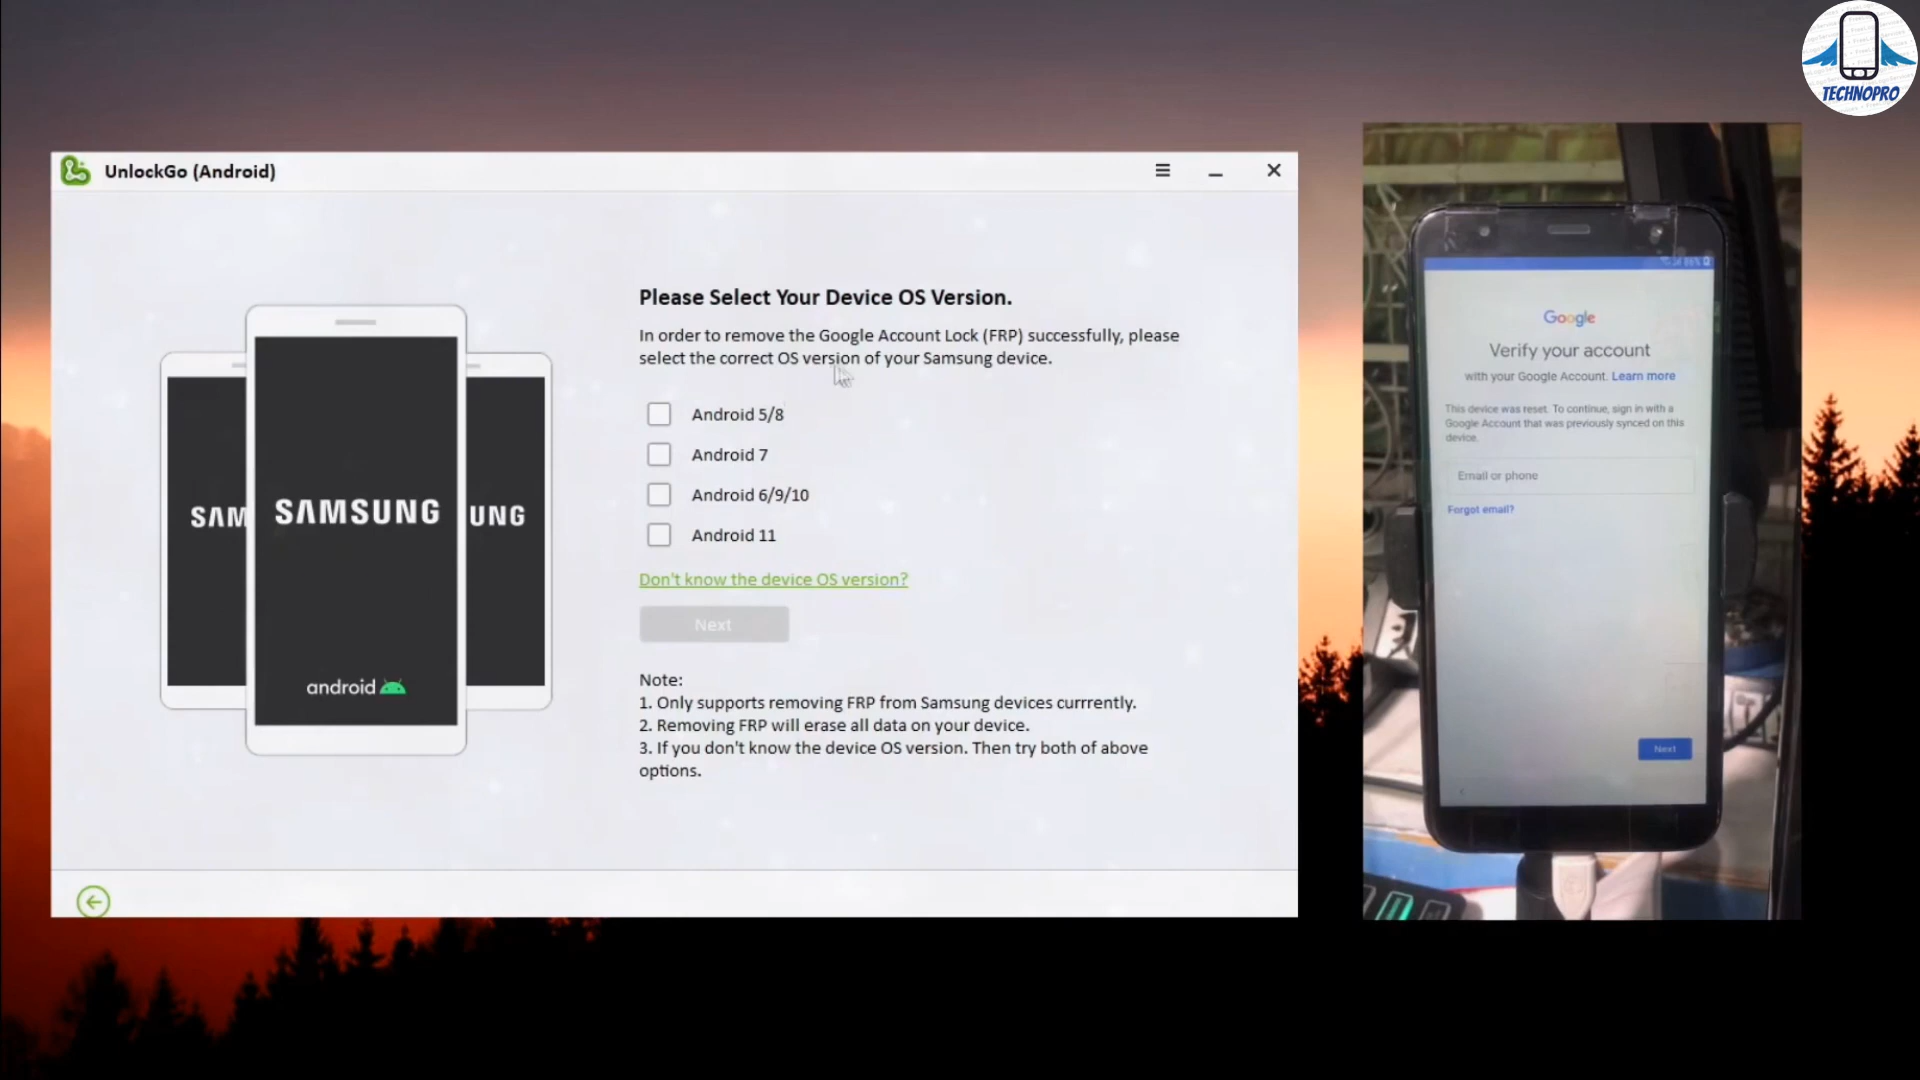 TECHNOPRO
UnlockGo (Android)
Please Select Your Device OS Version.
In order to remove the Google Account Lock (FRP) successfully, please
select the correct OS version of your Samsung device.
Android 5/8
Android 7
Android 6/9/10
Android 11
Don't know the device OS version?
Next
Note:
1. Only supports removing FRP from Samsung devices currrently.
2. Removing FRP will erase all data on your device.
3. If you don't know the device OS version. Then try both of above
options.
SAM
SAMSUNG
UNG
android
86%
Google
Verify your account
with your Google Account. Learn more
This device was reset. To continue, sign in with a
Google Account that was previously synced on this
device.
Email or phone
Forgot email?
Next